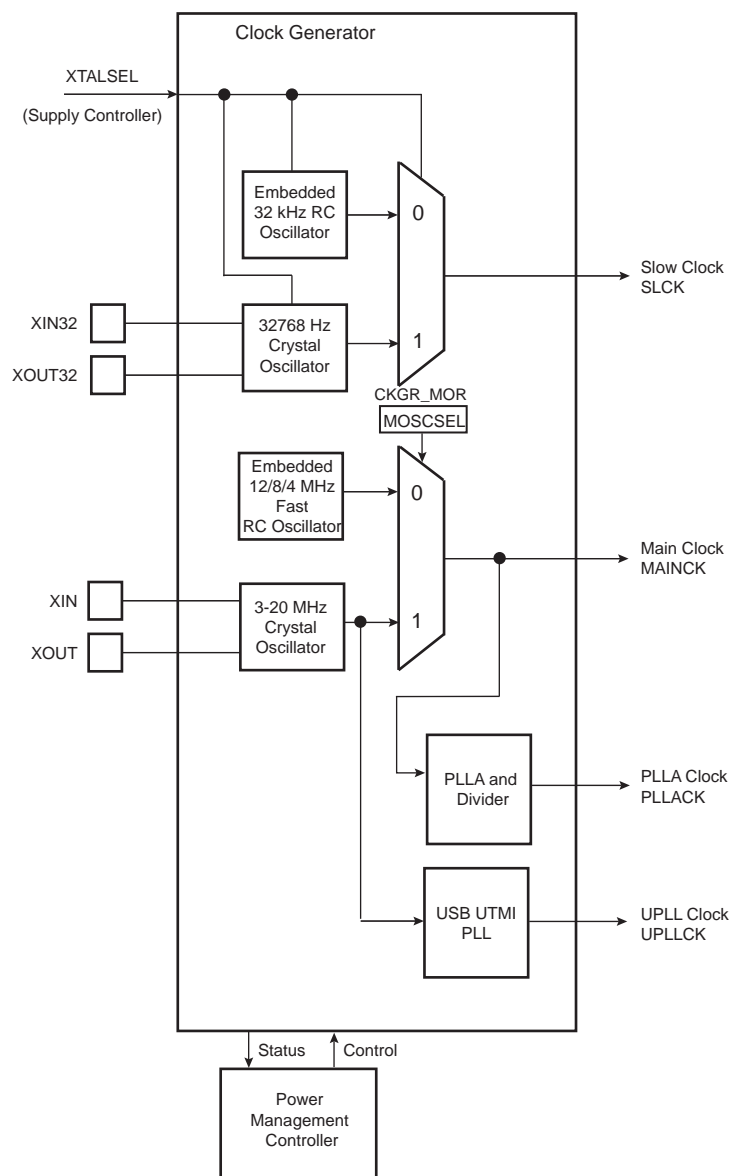 Clock Generator
XTALSEL
(Supply Controller)
Embedded
32 kHz RC
Oscillator
0
Slow Clock
SLCK
XIN32
32768 Hz
Crystal
Oscillator
1
XOUT32
CKGR_MOR
MOSCSEL
Embedded
12/8/4 MHz
Fast
RC Oscillator
0
Main Clock
MAINCK
XIN
3-20 MHz
Crystal
Oscillator
1
XOUT
PLLA and
Divider
PLLA Clock
PLLACK
USB UTMI
PLL
UPLL Clock
UPLLCK
Status
Control
Power
Management
Controller